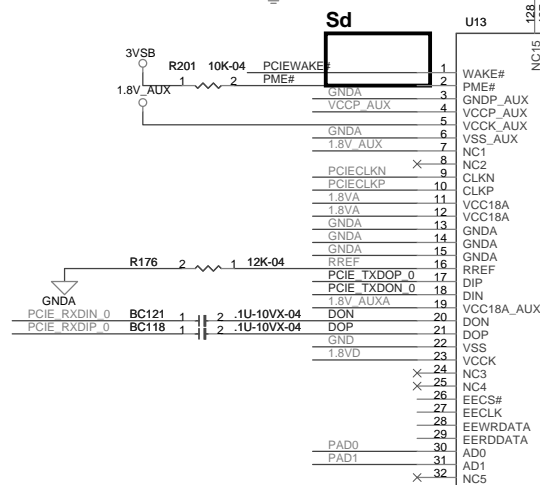 Sd
U13
128
NC15
3VSB
R201 10K-04 PCIEWAKE# 1 WAKE#
1 2 PME# 2 PME#
1.8V_AUX GNDA 3 GNDP_AUX
VCCP_AUX 4 VCCP_AUX
5 VCCK_AUX
GNDA 6 VSS_AUX
1.8V_AUX 7 NC1
8 NC2
PCIECLKN 9 CLKN
PCIECLKP 10 CLKP
1.8VA 11 VCC18A
1.8VA 12 VCC18A
GNDA 13 GNDA
GNDA 14 GNDA
GNDA 15 GNDA
R176 2 1 12K-04 RREF 16 RREF
PCIE_TXDOP_0 17 DIP
PCIE_TXDON_0 18 DIN
GNDA 1.8V_AUXA 19 VCC18A_AUX
PCIE_RXDIN_0 BC121 1 2 .1U-10VX-04 DON 20 DON
PCIE_RXDIP_0 BC118 1 2 .1U-10VX-04 DOP 21 DOP
GND 22 VSS
1.8VD 23 VCCK
24 NC3
25 NC4
26 EECS#
27 EECLK
28 EEWRDATA
29 EERDDATA
PAD0 30 AD0
PAD1 31 AD1
32 NC5